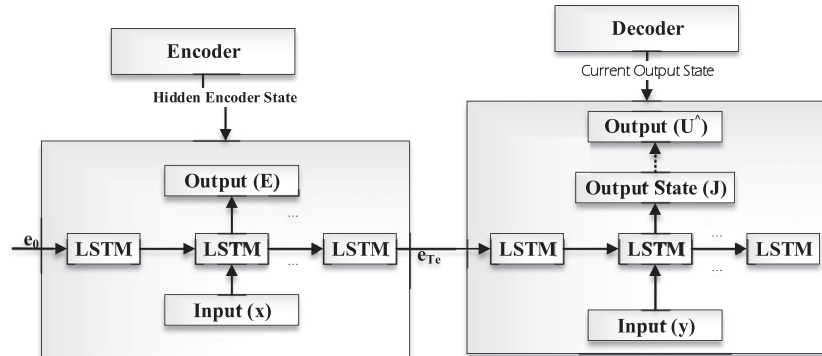 Encoder
Hidden Encoder State
Output (E)
...
e0
LSTM
LSTM
LSTM
...
Input (x)
eTe
Decoder
Current Output State
Output (U^)
Output State (J)
...
LSTM
LSTM
LSTM
...
Input (y)